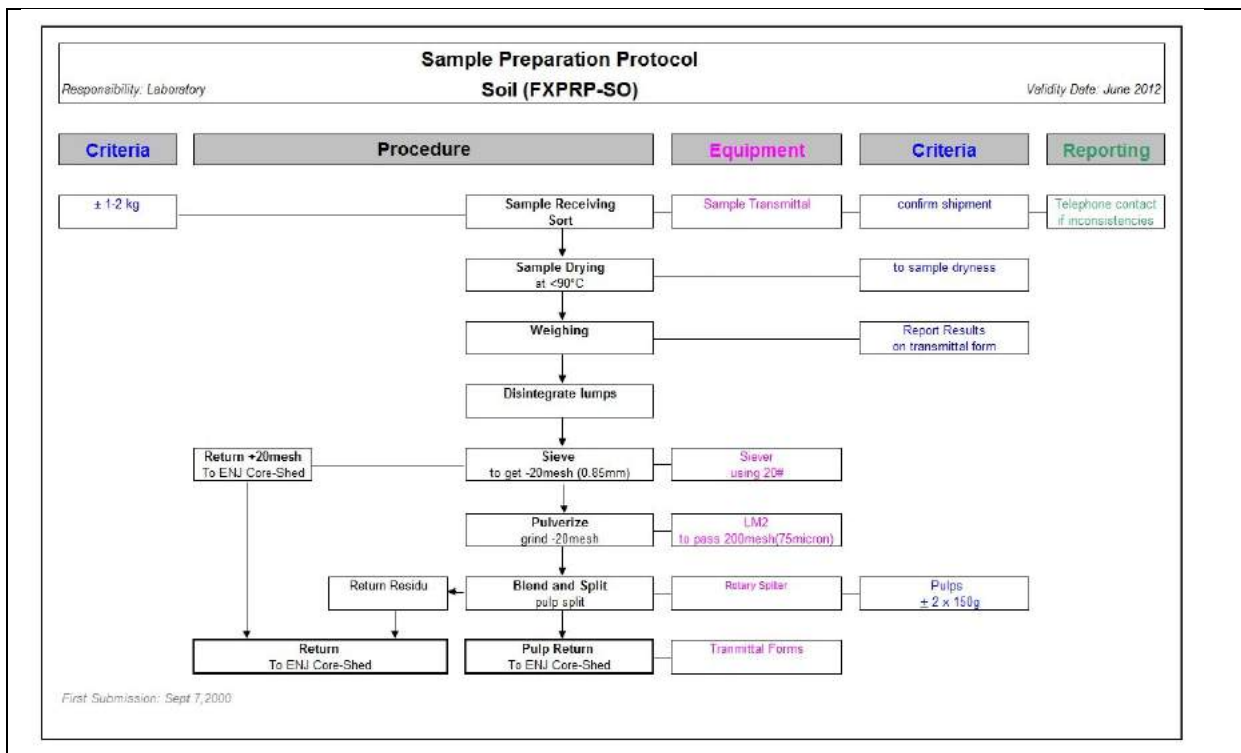 Sample Preparation Protocol
Responsibility: Laboratory
Soil (FXPRP-SO)
Validity Date: June 2012
Criteria
Procedure
Equipment
Criteria
Reporting
± 1-2 kg
Sample Receiving
Sort
Sample Transmittal
confirm shipment
Telephone contact
if inconsistencies
Sample Drying
at <90°C
to sample dryness
Weighing
Report Results
on transmittal form
Disintegrate lumps
Return +20mesh
To ENJ Core-Shed
Sieve
to get -20mesh (0.85mm)
Siever
using 20#
Pulverize
grind -20mesh
LM2
to pass 200mesh(75micron)
Return Residu
Blend and Split
pulp split
Rotary Spliter
Pulps
± 2 x 150g
Return
To ENJ Core-Shed
Pulp Return
To ENJ Core-Shed
Tranmittal Forms
First Submission: Sept 7,2000